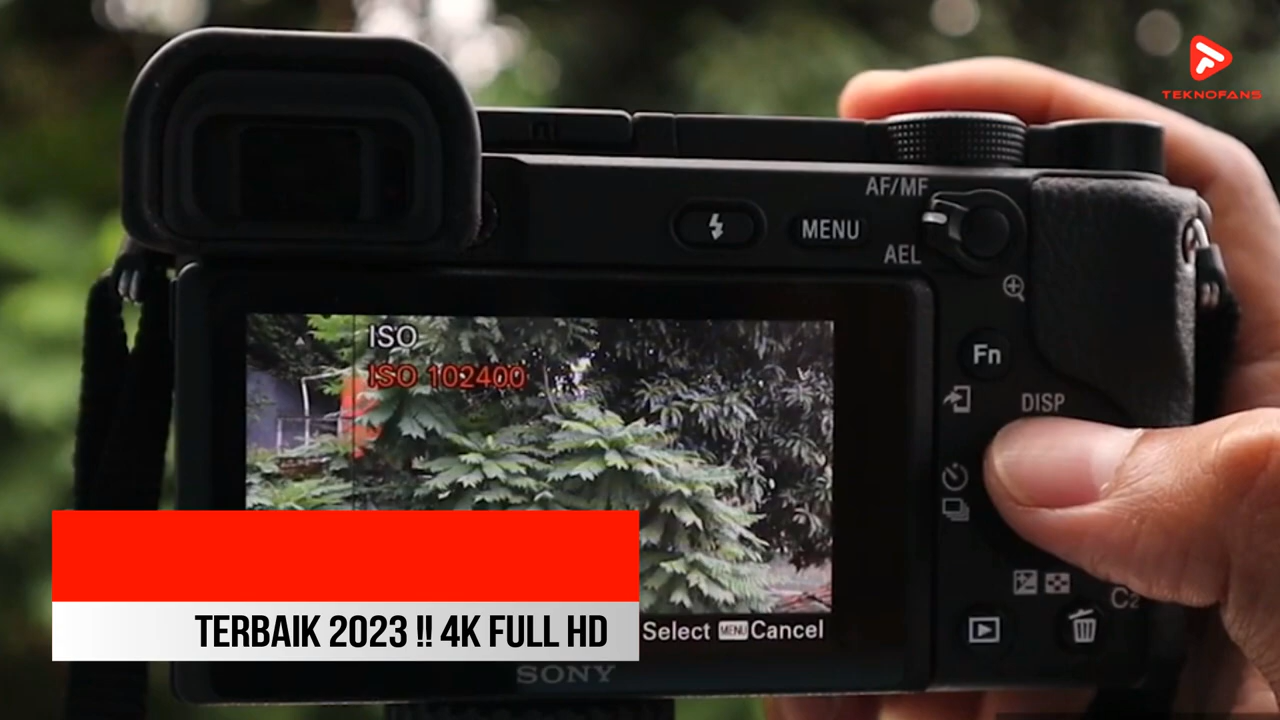 TEKNOFANS
AF/MF
MENU
AEL
ISO
ISO 102400
Fn
DISP
TERBAIK 2023 !! 4K FULL HD
Select MENU Cancel
C2
SONY